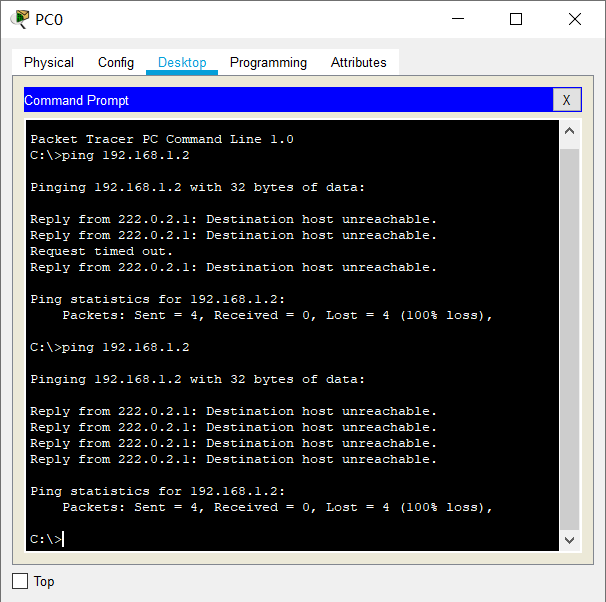 PC0
Physical Config Desktop Programming Attributes
Command Prompt X
Packet Tracer PC Command Line 1.0
C:\>ping 192.168.1.2
Pinging 192.168.1.2 with 32 bytes of data:
Reply from 222.0.2.1: Destination host unreachable.
Reply from 222.0.2.1: Destination host unreachable.
Request timed out.
Reply from 222.0.2.1: Destination host unreachable.
Ping statistics for 192.168.1.2:
Packets: Sent = 4, Received = 0, Lost = 4 (100% loss),
C:\>ping 192.168.1.2
Pinging 192.168.1.2 with 32 bytes of data:
Reply from 222.0.2.1: Destination host unreachable.
Reply from 222.0.2.1: Destination host unreachable.
Reply from 222.0.2.1: Destination host unreachable.
Reply from 222.0.2.1: Destination host unreachable.
Ping statistics for 192.168.1.2:
Packets: Sent = 4, Received = 0, Lost = 4 (100% loss),
C:\>
Top